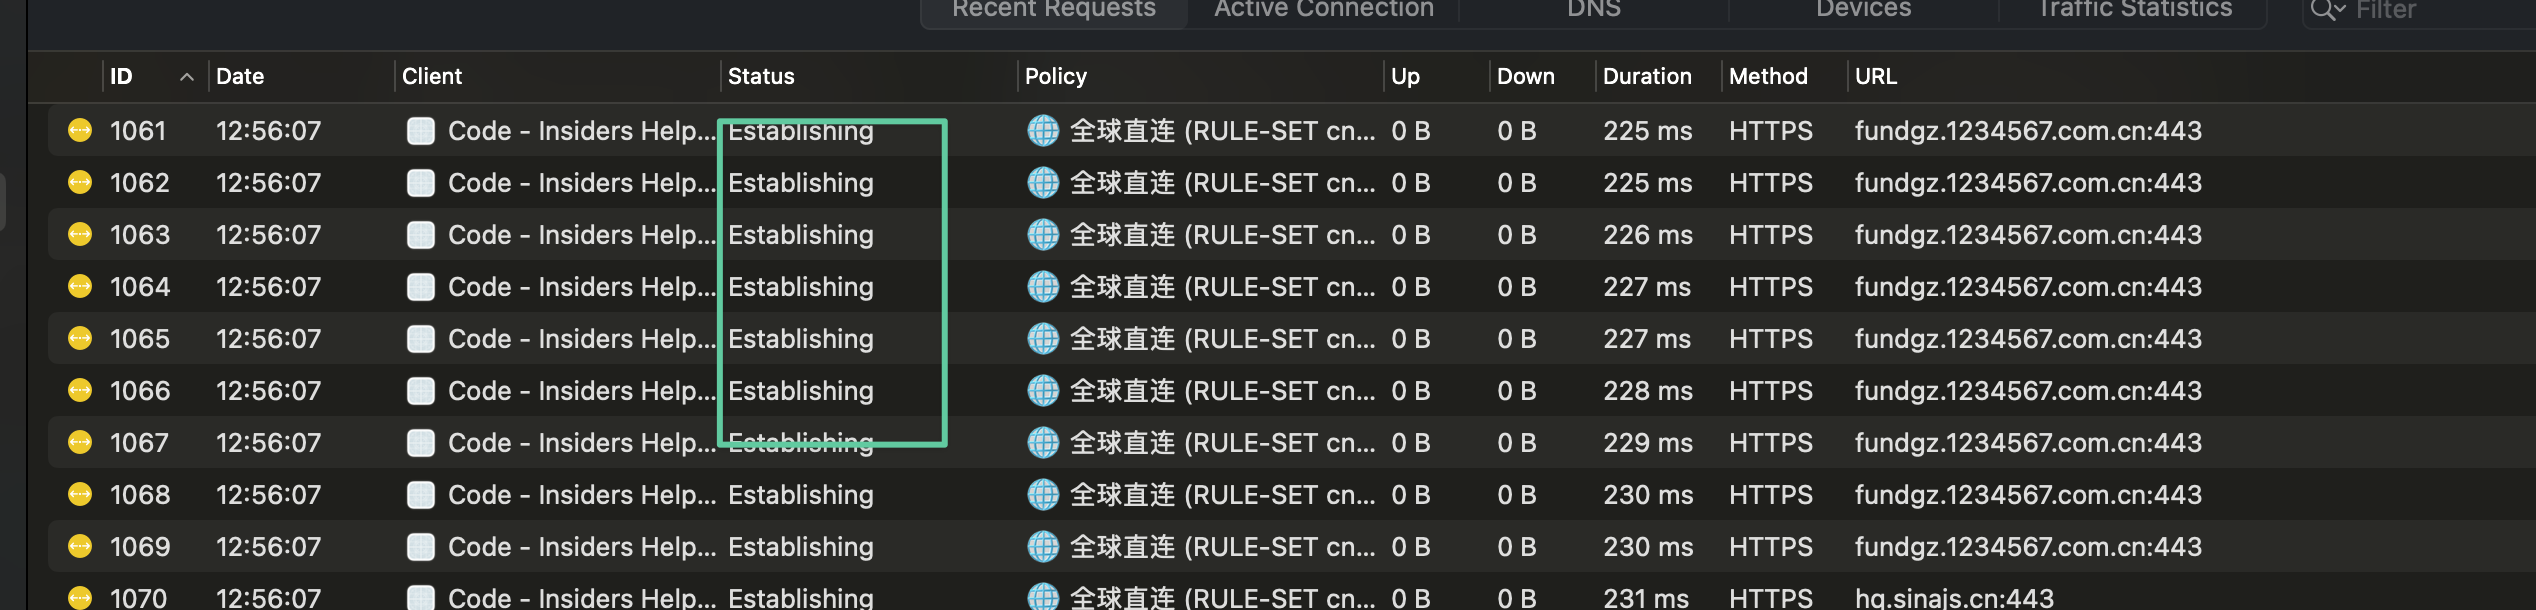 Recent Requests Active Connection DNS Devices Traffic Statistics Filter
ID Date Client Status Policy Up Down Duration Method URL
1061 12:56:07 Code - Insiders Help... Establishing 全球直连 (RULE-SET cn... 0 B 0 B 225 ms HTTPS fundgz.1234567.com.cn:443
1062 12:56:07 Code - Insiders Help... Establishing 全球直连 (RULE-SET cn... 0 B 0 B 225 ms HTTPS fundgz.1234567.com.cn:443
1063 12:56:07 Code - Insiders Help... Establishing 全球直连 (RULE-SET cn... 0 B 0 B 226 ms HTTPS fundgz.1234567.com.cn:443
1064 12:56:07 Code - Insiders Help... Establishing 全球直连 (RULE-SET cn... 0 B 0 B 227 ms HTTPS fundgz.1234567.com.cn:443
1065 12:56:07 Code - Insiders Help... Establishing 全球直连 (RULE-SET cn... 0 B 0 B 227 ms HTTPS fundgz.1234567.com.cn:443
1066 12:56:07 Code - Insiders Help... Establishing 全球直连 (RULE-SET cn... 0 B 0 B 228 ms HTTPS fundgz.1234567.com.cn:443
1067 12:56:07 Code - Insiders Help... Establishing 全球直连 (RULE-SET cn... 0 B 0 B 229 ms HTTPS fundgz.1234567.com.cn:443
1068 12:56:07 Code - Insiders Help... Establishing 全球直连 (RULE-SET cn... 0 B 0 B 230 ms HTTPS fundgz.1234567.com.cn:443
1069 12:56:07 Code - Insiders Help... Establishing 全球直连 (RULE-SET cn... 0 B 0 B 230 ms HTTPS fundgz.1234567.com.cn:443
1070 12:56:07 Code - Insiders Help... Establishing 全球直连 (RULE-SET cn... 0 B 0 B 231 ms HTTPS hq.sinajs.cn:443